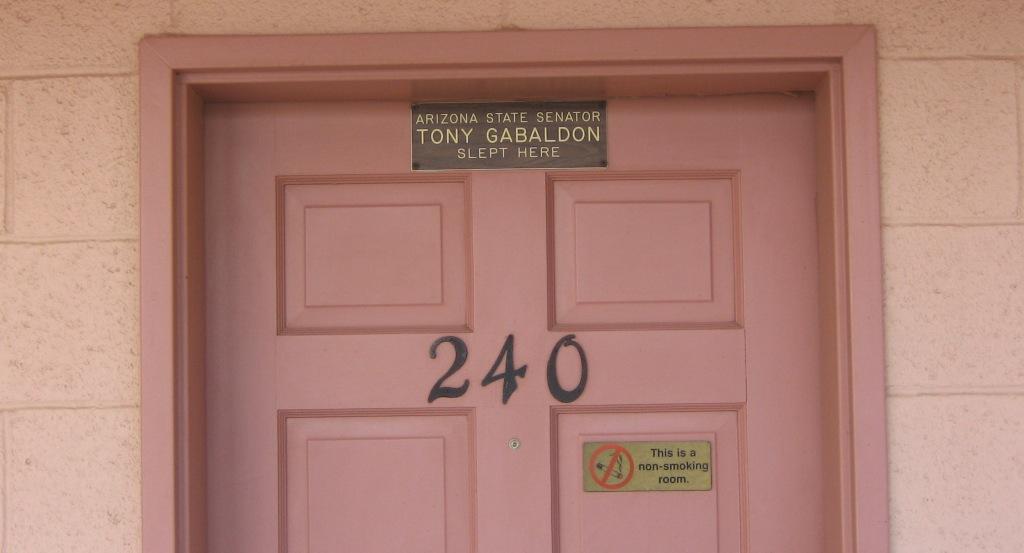 ARIZONA STATE SENATOR
TONY GABALDON
SLEPT HERE
240
This is a
non-smoking
room.